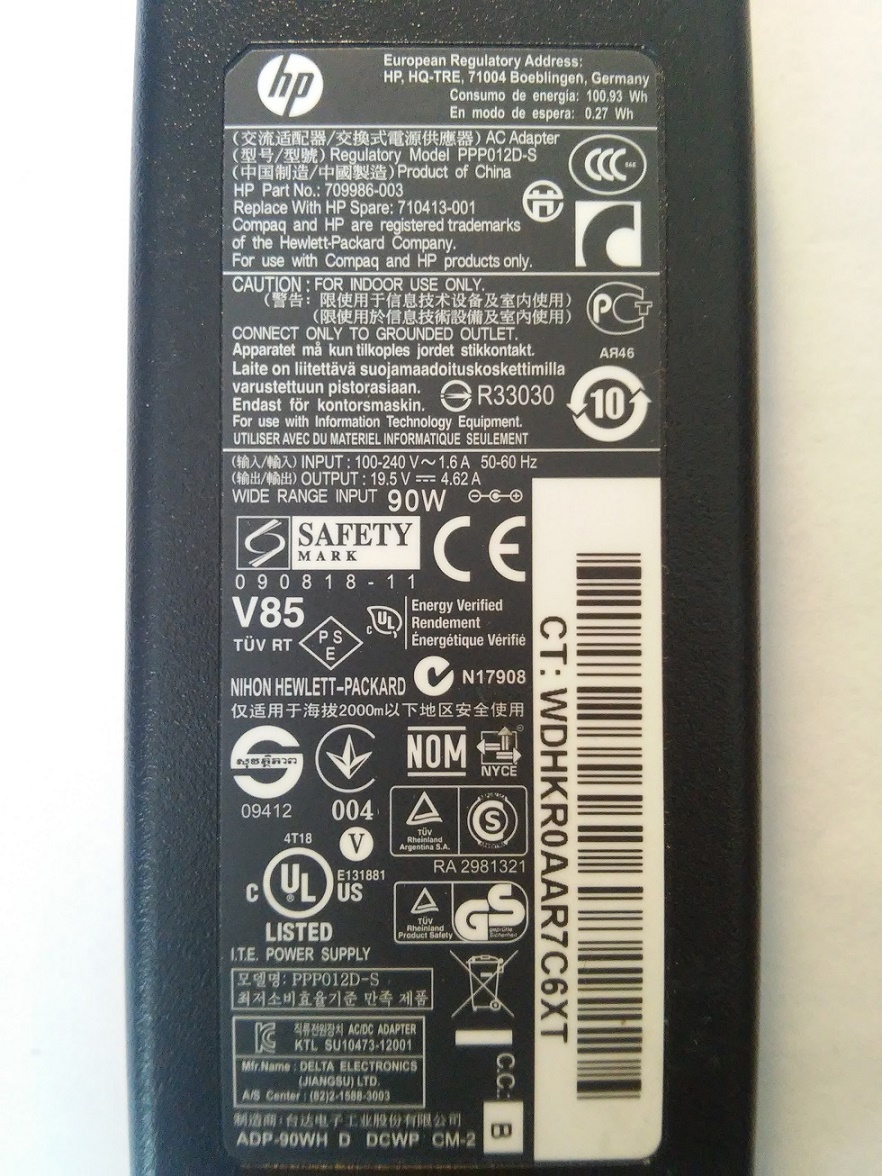 hp
European Regulatory Address:
HP, HQ-TRE, 71004 Boeblingen, Germany
Consumo de energía: 100.93 Wh
En modo de espera: 0.27 Wh
(交流适配器/交換式電源供應器) AC Adapter
(型号/型號) Regulatory Model PPP012D-S
(中国制造/中國製造) Product of China
HP Part No.: 709986-003
Replace With HP Spare: 710413-001
Compaq and HP are registered trademarks
of the Hewlett-Packard Company.
For use with Compaq and HP products only.
CAUTION: FOR INDOOR USE ONLY.
(警告: 限使用于信息技术设备及室内使用)
(限使用於信息技術設備及室內使用)
CONNECT ONLY TO GROUNDED OUTLET.
Apparatet må kun tilkoples jordet stikkontakt.
АЯ46
Laite on liitettävä suojamaadoituskoskettimilla
varustettuun pistorasiaan.
Endast för kontorsmaskin.
R33030
10
For use with Information Technology Equipment.
UTILISER AVEC DU MATERIEL INFORMATIQUE SEULEMENT
(输入/輸入) INPUT : 100-240 V~1.6 A 50-60 Hz
(输出/輸出) OUTPUT : 19.5 V⎓ 4.62 A
WIDE RANGE INPUT 90W
SAFETY
MARK
CE
090818-11
V85
TÜV RT
PS
E
c UL
Energy Verified
Rendement
Énergétique Vérifié
NIHON HEWLETT-PACKARD
N17908
仅适用于海拔2000m以下地区安全使用
NOM
NYCE
09412
004
V
TÜV
Rheinland
Argentina S.A.
S
RA 2981321
4T18
C UL US
E131881
LISTED
TÜV
Rheinland
Product Safety
GS
geprüfte
Sicherheit
I.T.E. POWER SUPPLY
모델명: PPP012D-S
최저소비효율기준 만족 제품
직류전원장치 AC/DC ADAPTER
KTL SU10473-12001
Mfr.Name : DELTA ELECTRONICS
(JIANGSU) LTD.
A/S Center : (82)2-1588-3003
制造商: 台达电子工业股份有限公司
ADP-90WH D DCWP CM-2
C.C.: B
CT: WDHKR0AAR7C6XT